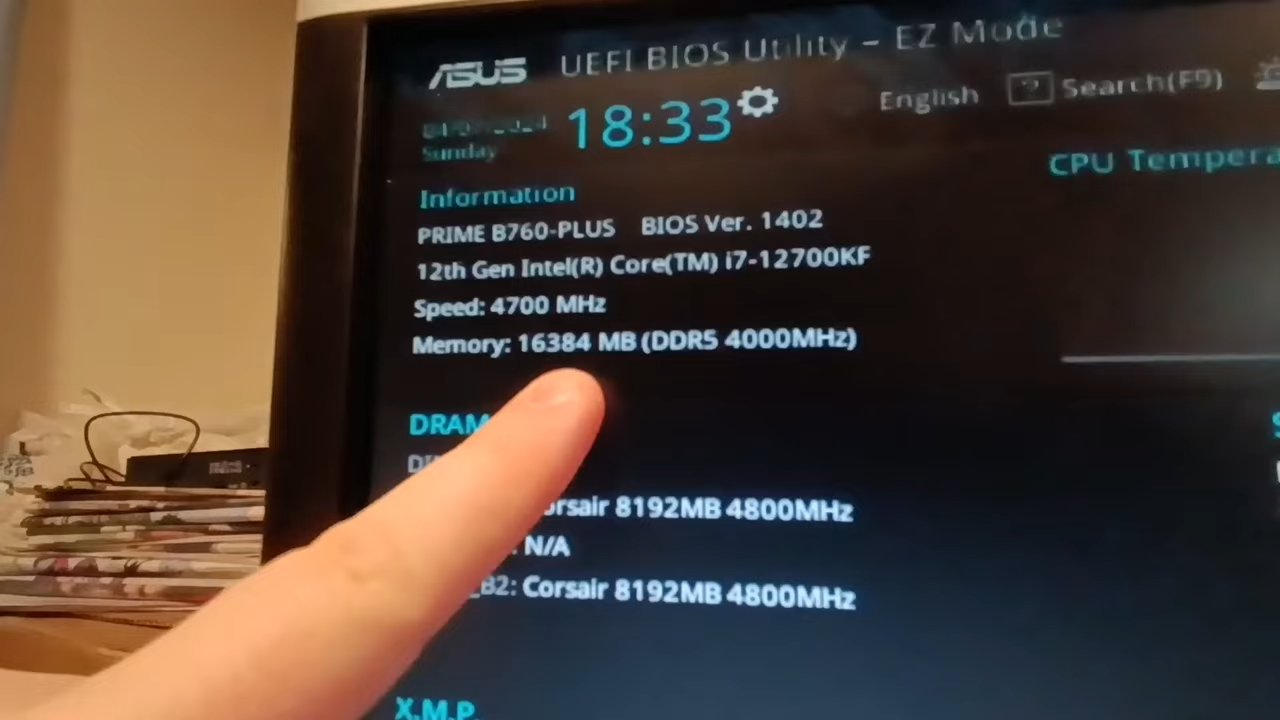 ASUS UEFI BIOS Utility – EZ Mode
18:33
English Search(F9)
Sunday
Information
CPU Tempera
PRIME B760-PLUS BIOS Ver. 1402
12th Gen Intel(R) Core(TM) i7-12700KF
Speed: 4700 MHz
Memory: 16384 MB (DDR5 4000MHz)
DRAM
orsair 8192MB 4800MHz
: N/A
_B2: Corsair 8192MB 4800MHz
X.M.P.